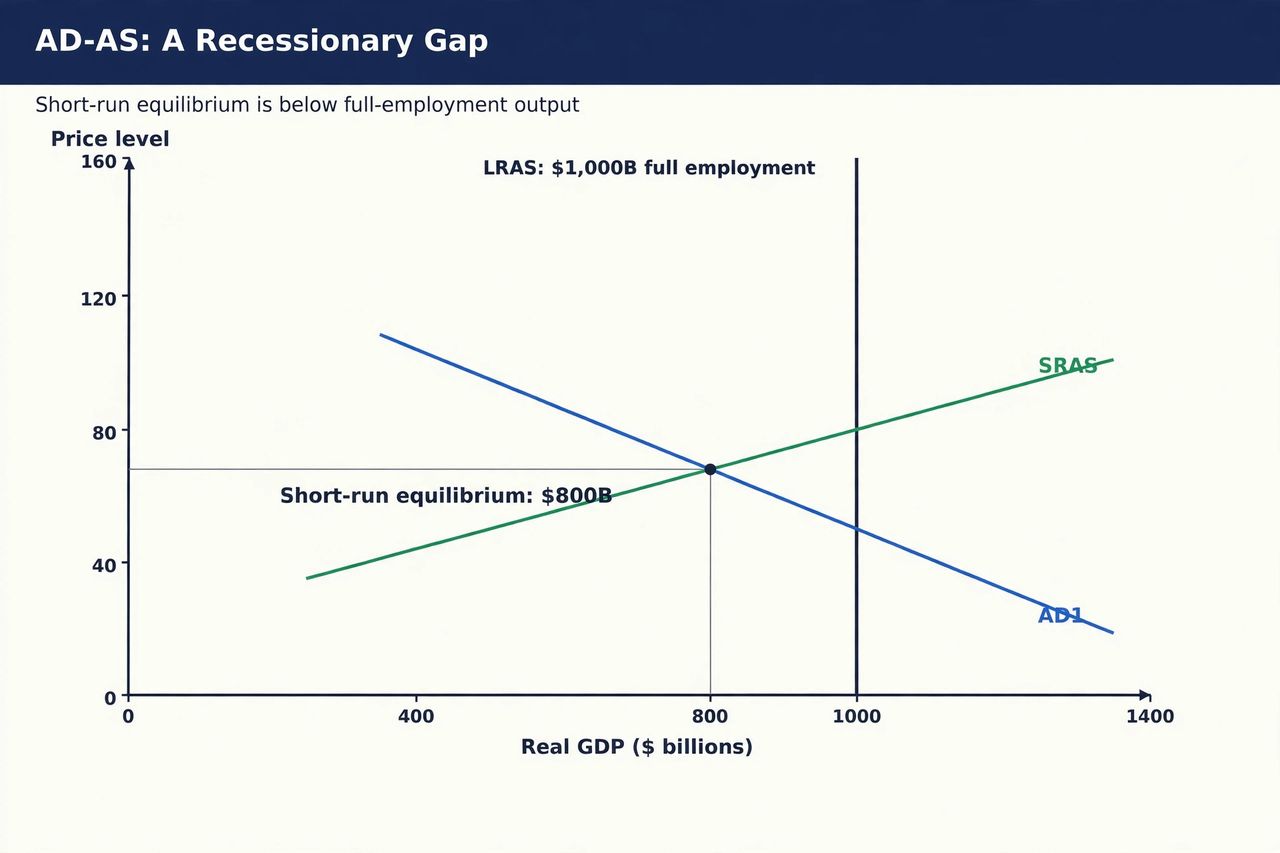 AD-AS: A Recessionary Gap
Short-run equilibrium is below full-employment output
Price level
160
LRAS: $1,000B full employment
120
SRAS
80
Short-run equilibrium: $800B
40
AD1
0
0 400 800 1000 1400
Real GDP ($ billions)